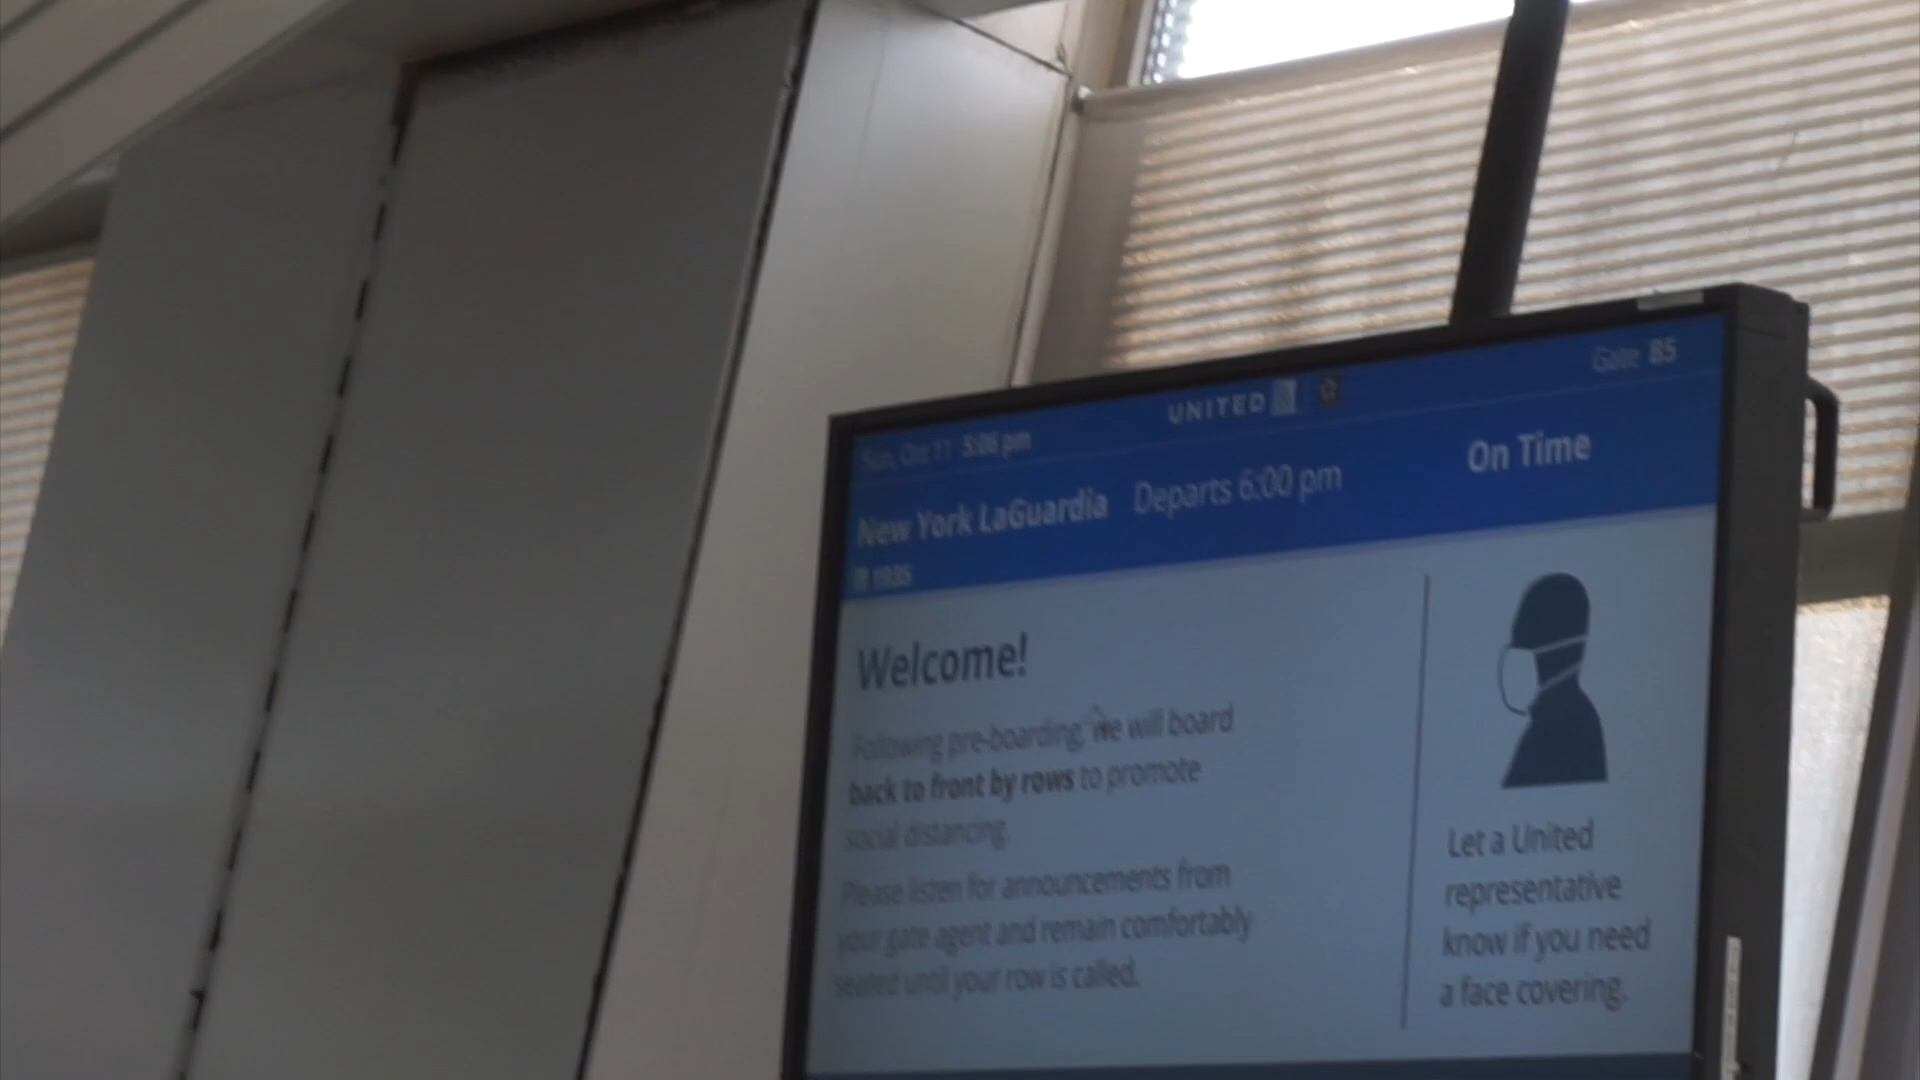 Gate B5
UNITED
Sun, Oct 11 5:06 pm
On Time
New York LaGuardia Departs 6:00 pm
1935
Welcome!
Following pre-boarding, we will board
back to front by rows to promote
social distancing.
Please listen for announcements from
your gate agent and remain comfortably
seated until your row is called.
Let a United
representative
know if you need
a face covering.